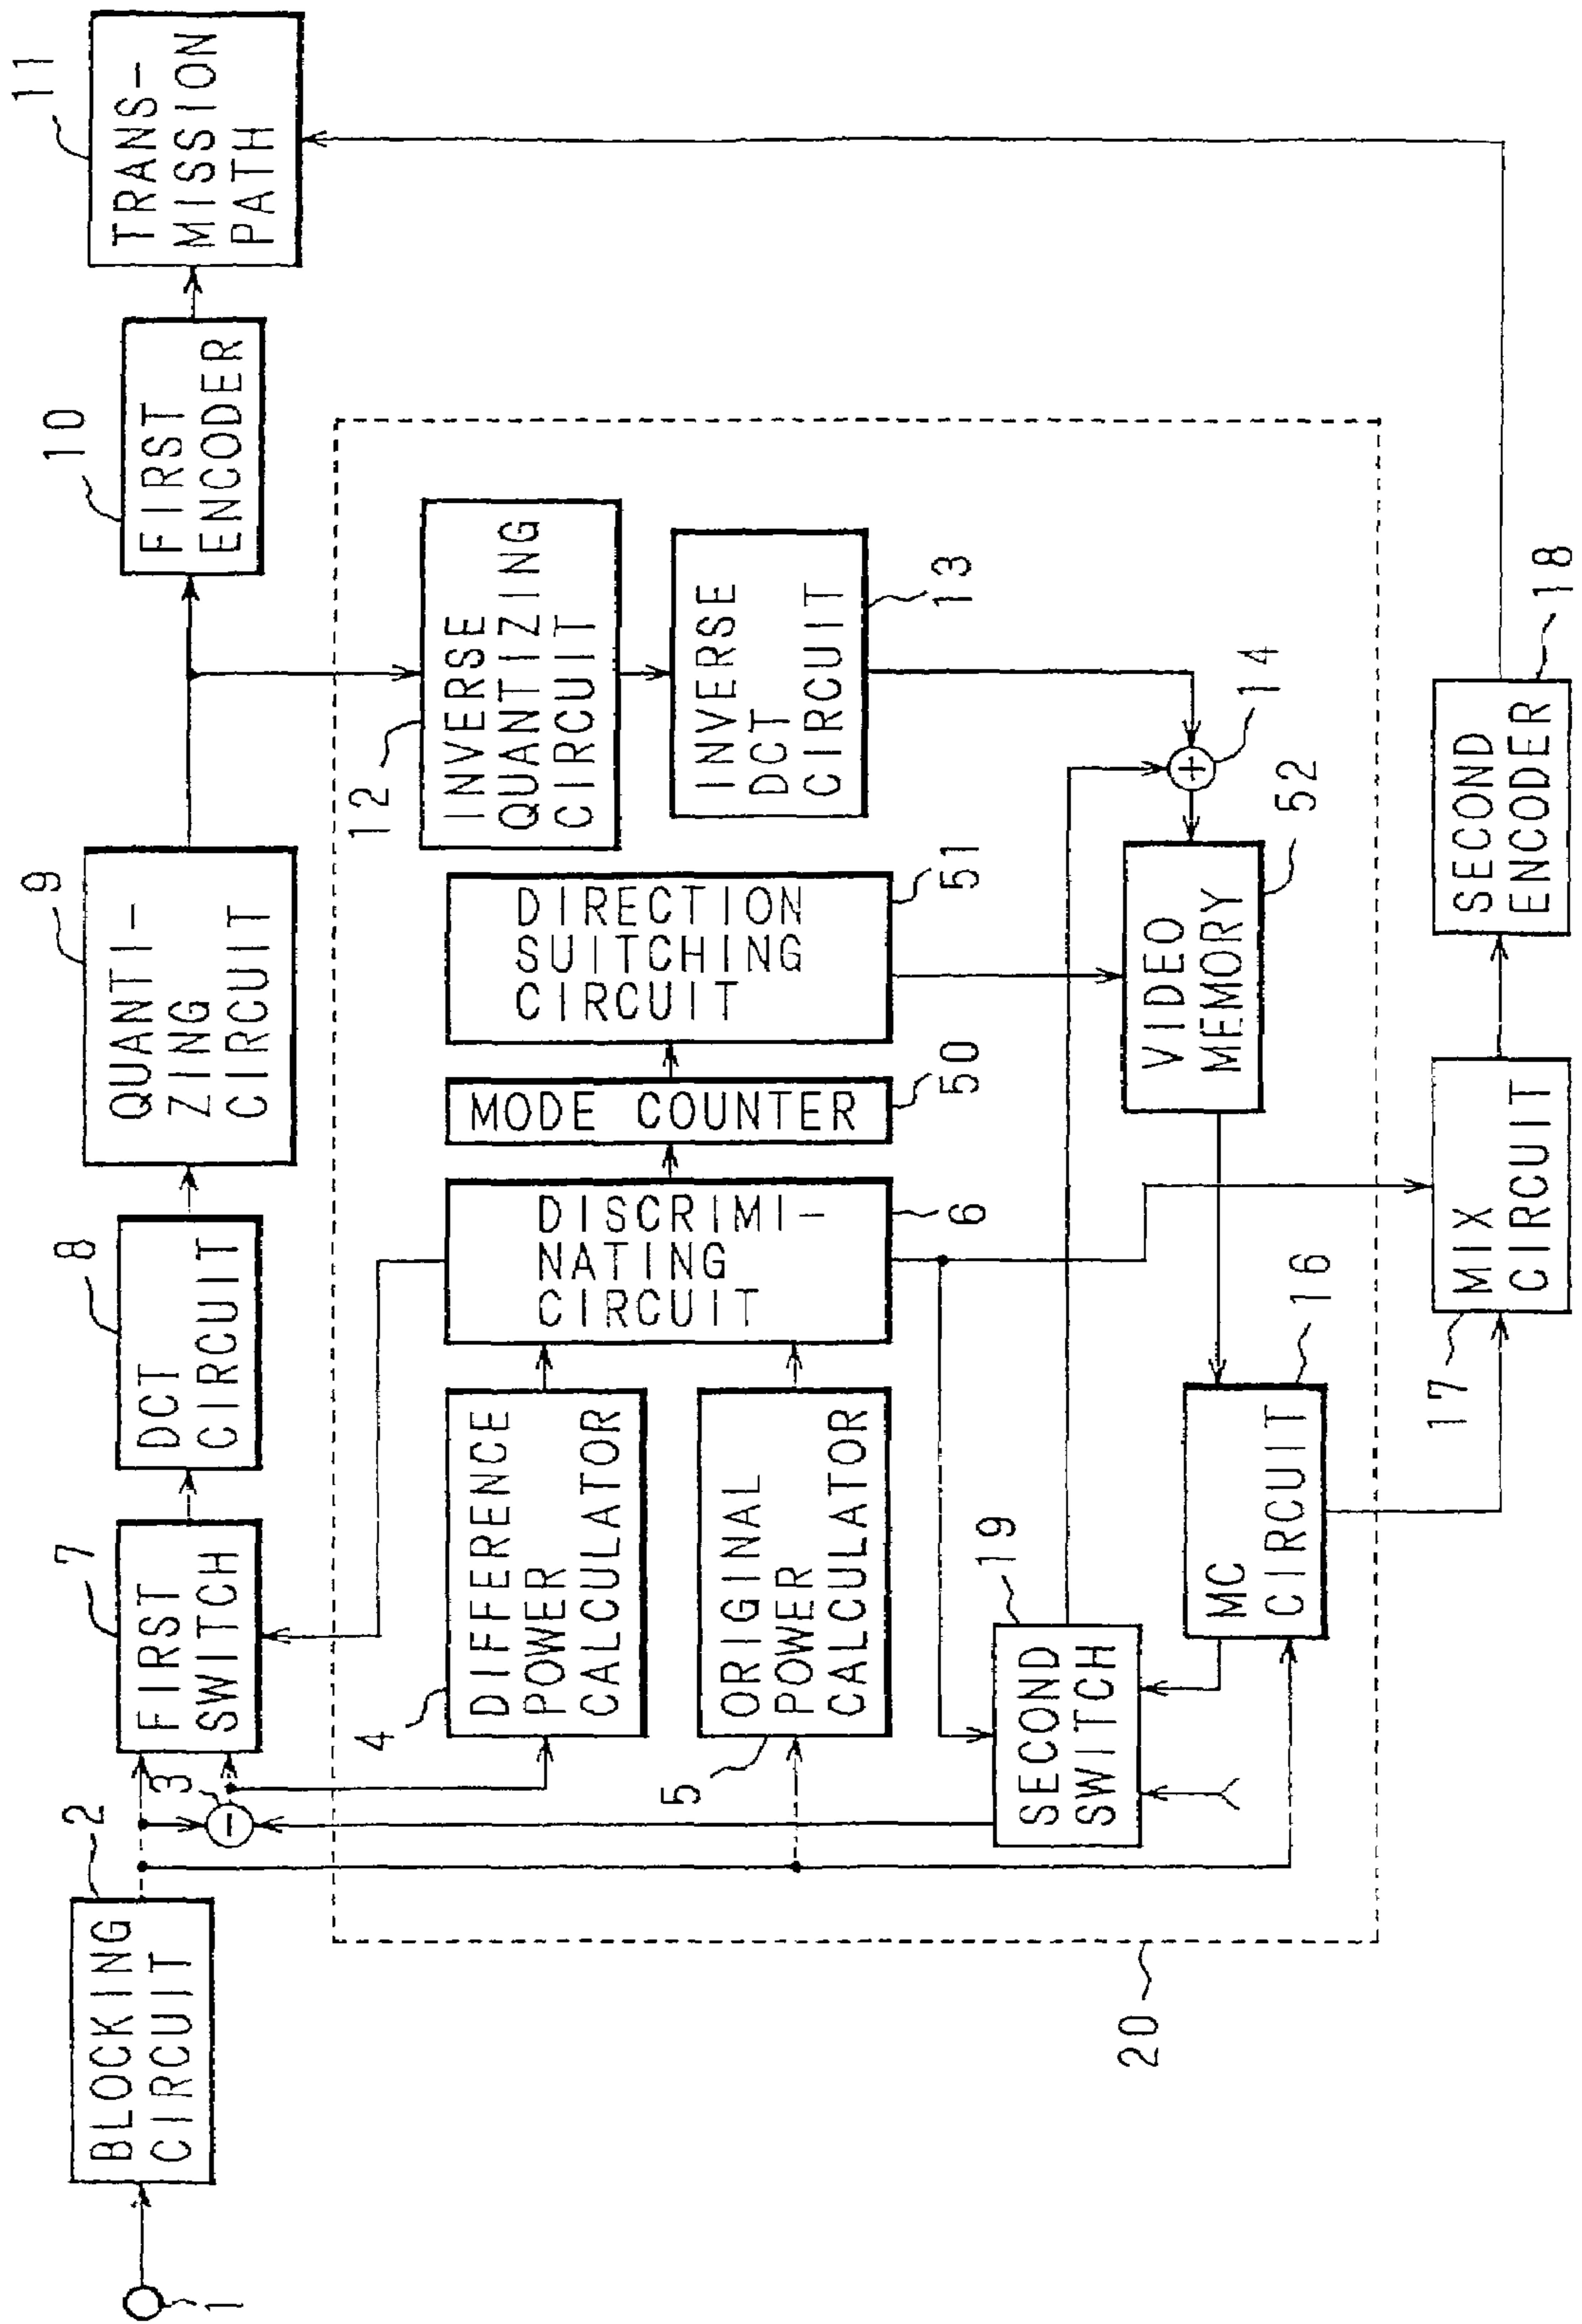 1
BLOCKING
CIRCUIT
2
3
FIRST
SWITCH
7
DCT
CIRCUIT
8
QUANTI-
ZING
CIRCUIT
9
FIRST
ENCODER
10
TRANS-
MISSION
PATH
11
DIFFERENCE
POWER
CALCULATOR
4
ORIGINAL
POWER
CALCULATOR
5
DISCRIMI-
NATING
CIRCUIT
6
MODE COUNTER
50
DIRECTION
SUITCHING
CIRCUIT
51
INVERSE
QUANTIZING
CIRCUIT
12
INVERSE
DCT
CIRCUIT
13
14
VIDEO
MEMORY
52
SECOND
SWITCH
19
MC
CIRCUIT
16
20
MIX
CIRCUIT
17
SECOND
ENCODER
18